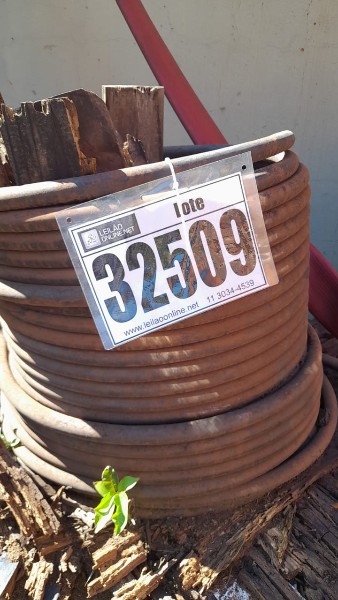 LEILÃO
ONLINE.NET
lote
32509
www.leilaoonline.net 11 3034-4539